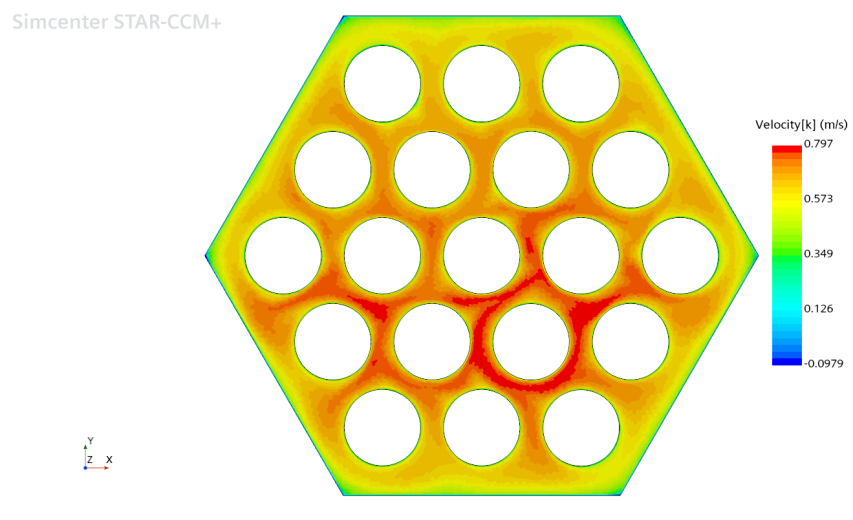 Simcenter STAR-CCM+
Velocity[k] (m/s)
0.797
0.573
0.349
0.126
-0.0979
Y
Z X